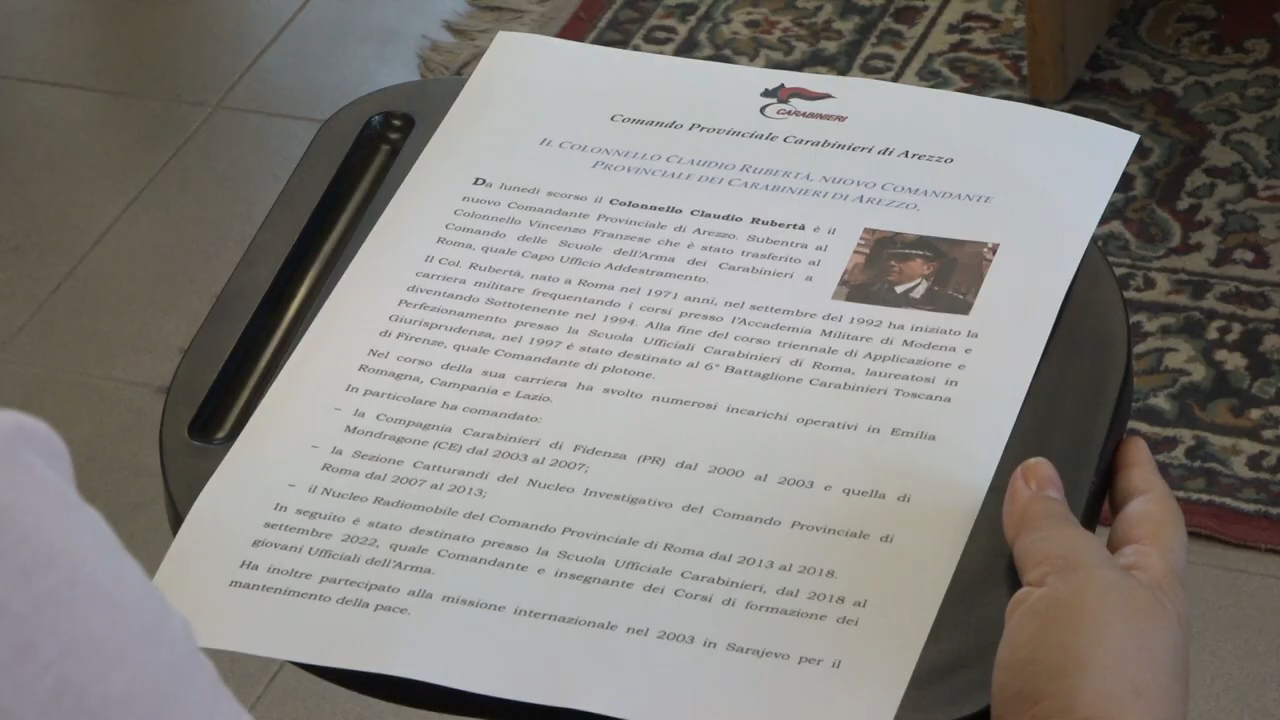 CARABINIERI
Comando Provinciale Carabinieri di Arezzo
IL COLONNELLO CLAUDIO RUBERTÀ, NUOVO COMANDANTE
PROVINCIALE DEI CARABINIERI DI AREZZO.
Da lunedì scorso il Colonnello Claudio Rubertà è il
nuovo Comandante Provinciale di Arezzo. Subentra al
Colonnello Vincenzo Franzese che è stato trasferito al
Comando delle Scuole dell'Arma dei Carabinieri a
Roma, quale Capo Ufficio Addestramento.
Il Col. Rubertà, nato a Roma nel 1971 anni, nel settembre del 1992 ha iniziato la
carriera militare frequentando i corsi presso l'Accademia Militare di Modena e
diventando Sottotenente nel 1994. Alla fine del corso triennale di Applicazione e
Perfezionamento presso la Scuola Ufficiali Carabinieri di Roma, laureatosi in
Giurisprudenza, nel 1997 è stato destinato al 6° Battaglione Carabinieri Toscana
di Firenze, quale Comandante di plotone.
Nel corso della sua carriera ha svolto numerosi incarichi operativi in Emilia
Romagna, Campania e Lazio.
In particolare ha comandato:
– la Compagnia Carabinieri di Fidenza (PR) dal 2000 al 2003 e quella di
Mondragone (CE) dal 2003 al 2007;
– la Sezione Catturandi del Nucleo Investigativo del Comando Provinciale di
Roma dal 2007 al 2013;
– il Nucleo Radiomobile del Comando Provinciale di Roma dal 2013 al 2018.
In seguito è stato destinato presso la Scuola Ufficiale Carabinieri, dal 2018 al
settembre 2022, quale Comandante e insegnante dei Corsi di formazione dei
giovani Ufficiali dell'Arma.
Ha inoltre partecipato alla missione internazionale nel 2003 in Sarajevo per il
mantenimento della pace.